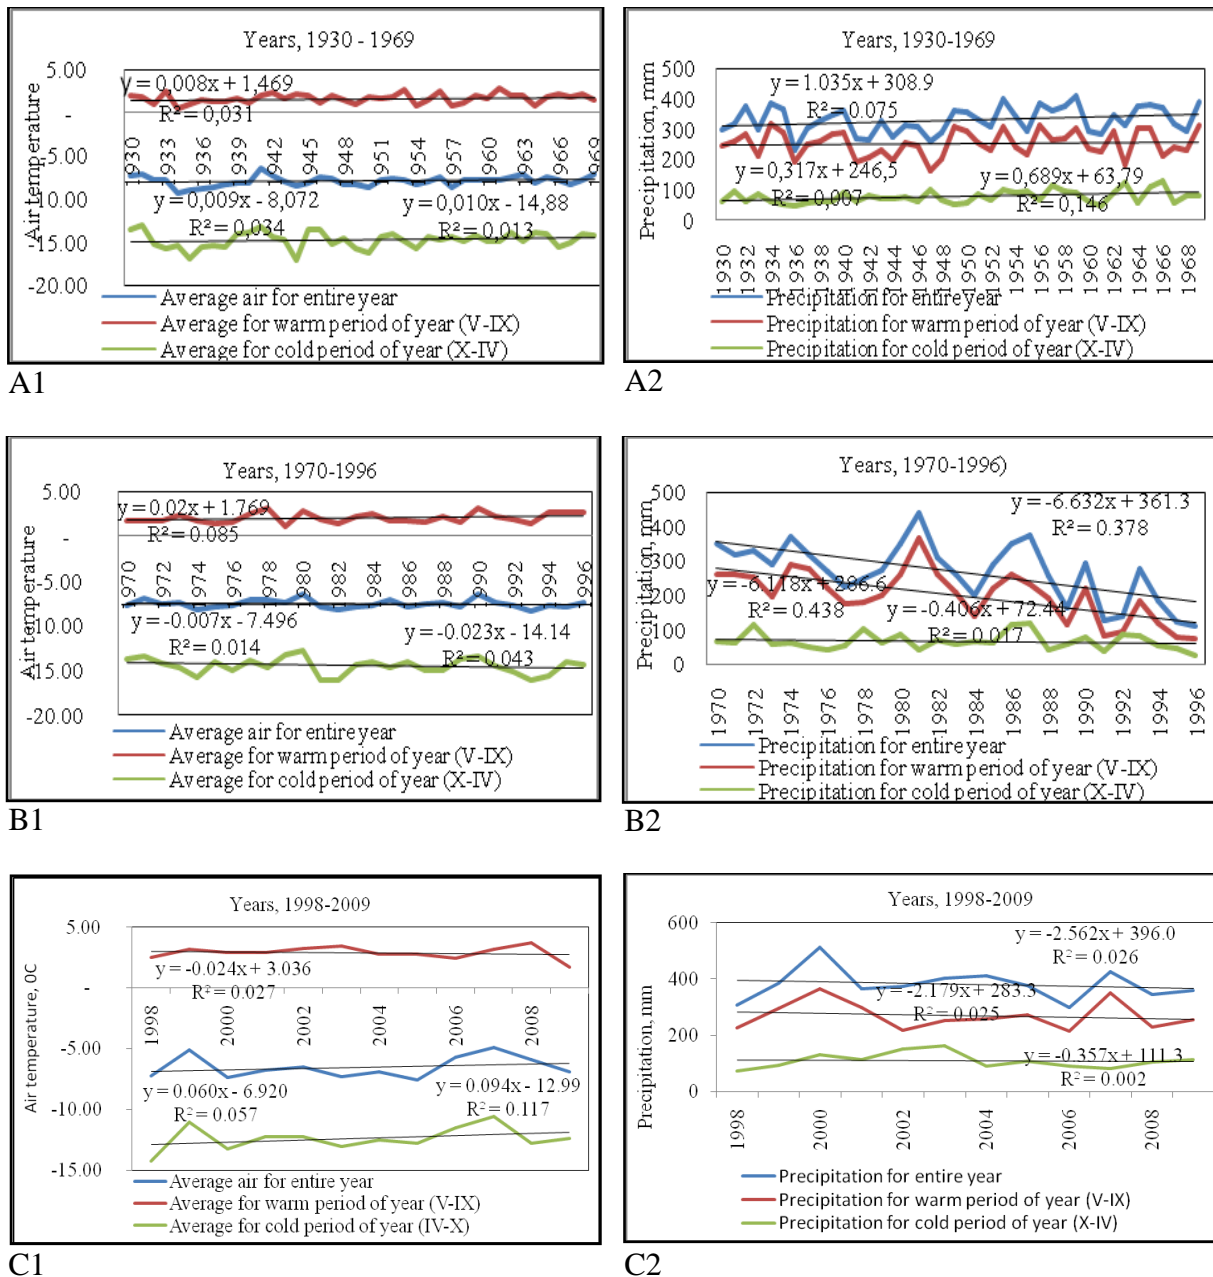 Years, 1930 - 1969
5.00
-
-5.00
-10.00
-15.00
-20.00
Air temperature
y = 0,008x + 1,469
R² = 0,031
1930
1933
1936
1939
1942
1945
1948
1951
1954
1957
1960
1963
1966
1969
y = 0,009x - 8,072
R² = 0,034
y = 0,010x - 14,88
R² = 0,013
Average air for entire year
Average for warm period of year (V-IX)
Average for cold period of year (X-IV)
A1
Years, 1930-1969
500
400
300
200
100
0
Precipitation, mm
y = 1.035x + 308.9
R² = 0.075
y = 0,317x + 246,5
R² = 0,007
y = 0,689x + 63,79
R² = 0,146
1930
1932
1934
1936
1938
1940
1942
1944
1946
1948
1950
1952
1954
1956
1958
1960
1962
1964
1966
1968
Precipitation for entire year
Precipitation for warm period of year (V-IX)
Precipitation for cold period of year (X-IV)
A2
Years, 1970-1996
5.00
-
-5.00
-10.00
-15.00
-20.00
Air temperature
y = 0.02x + 1.769
R² = 0.085
1970
1972
1974
1976
1978
1980
1982
1984
1986
1988
1990
1992
1994
1996
y = -0.007x - 7.496
R² = 0.014
y = -0.023x - 14.14
R² = 0.043
Average air for entire year
Average for warm period of year (V-IX)
Average for cold period of year (X-IV)
B1
Years, 1970-1996)
500
400
300
200
100
0
Precipitation, mm
y = -6.632x + 361.3
R² = 0.378
y = -6.118x + 286.6
R² = 0.438
y = -0.406x + 72.44
R² = 0.017
1970
1972
1974
1976
1978
1980
1982
1984
1986
1988
1990
1992
1994
1996
Precipitation for entire year
Precipitation for warm period of year (V-IX)
Precipitation for cold period of year (X-IV)
B2
Years, 1998-2009
5.00
-
-5.00
-10.00
-15.00
Air temperature, 0C
y = -0.024x + 3.036
R² = 0.027
1998
2000
2002
2004
2006
2008
y = 0.060x - 6.920
R² = 0.057
y = 0.094x - 12.99
R² = 0.117
Average air for entire year
Average for warm period of year (V-IX)
Average for cold period of year (IV-X)
C1
Years, 1998-2009
600
400
200
0
Precipitation, mm
y = -2.562x + 396.0
R² = 0.026
y = -2.179x + 283.3
R² = 0.025
y = -0.357x + 111.3
R² = 0.002
1998
2000
2002
2004
2006
2008
Precipitation for entire year
Precipitation for warm period of year (V-IX)
Precipitation for cold period of year (X-IV)
C2